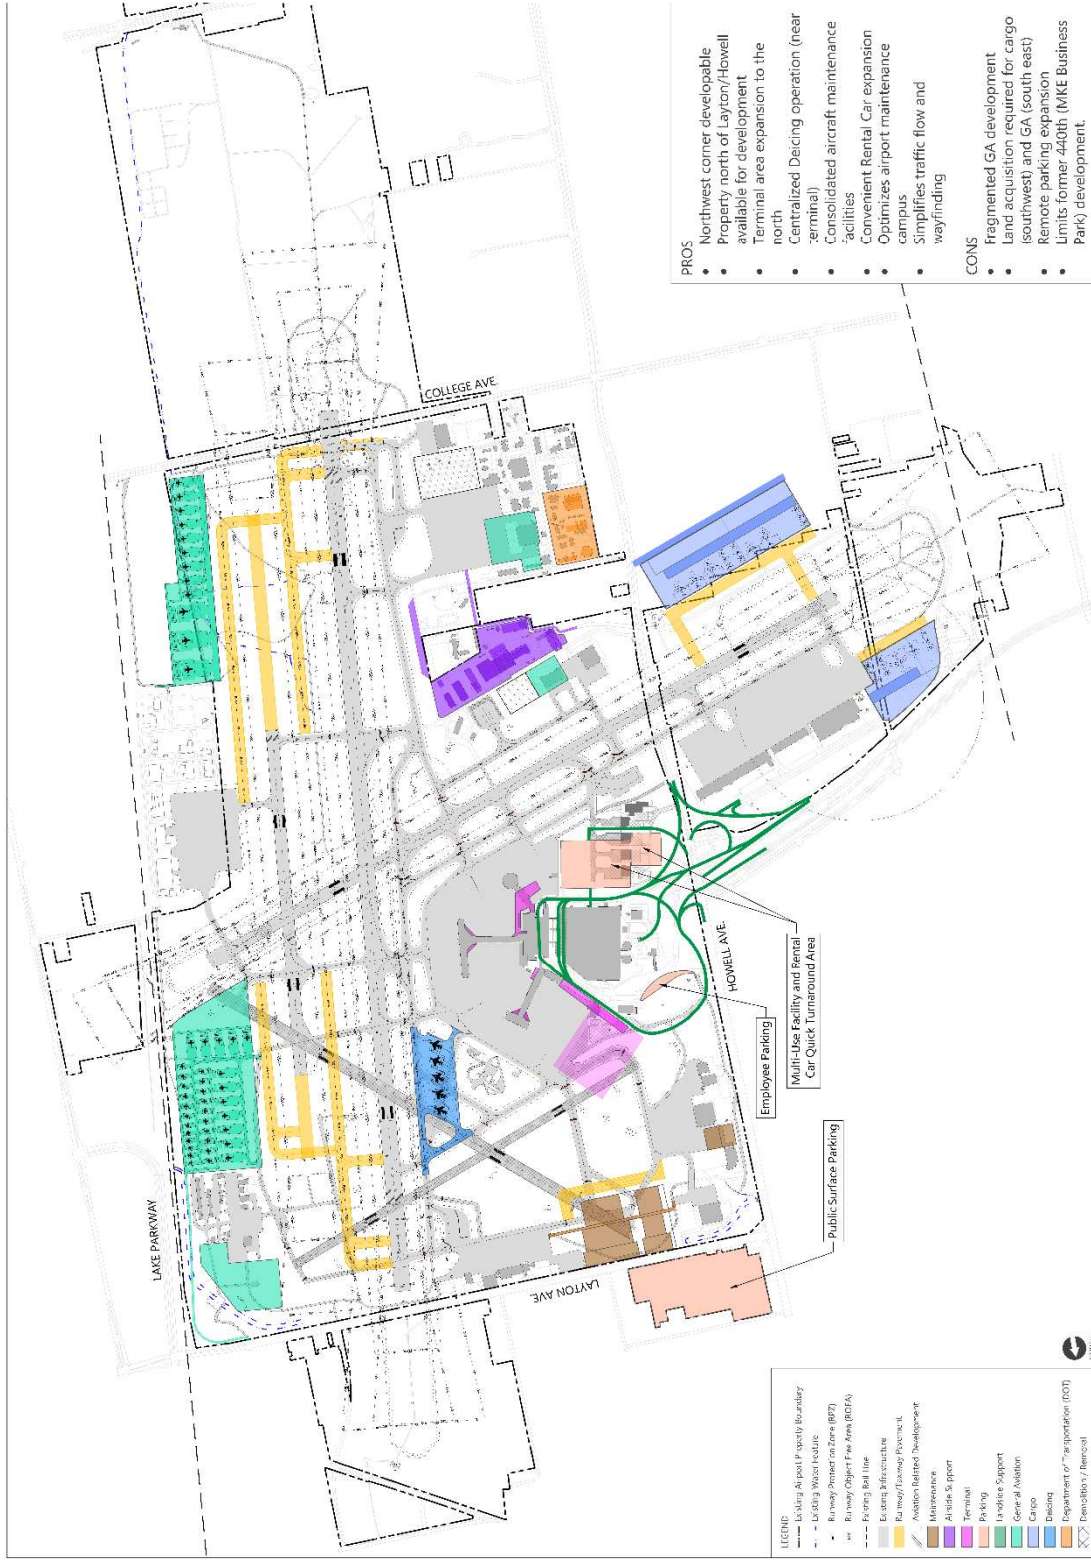 PROS
• Northwest corner developable
• Property north of Layton/Howell
available for development
• Terminal area expansion to the
north
• Centralized Deicing operation (near
terminal)
• Consolidated aircraft maintenance
facilities
• Convenient Rental Car expansion
• Optimizes airport maintenance
campus
• Simplifies traffic flow and
wayfinding
CONS
• Fragmented GA development
• Land acquisition required for cargo
(southwest) and GA (south east)
• Remote parking expansion
• Limits former 440th (MKE Business
Park) development.
COLLEGE AVE.
LAKE PARKWAY
HOWELL AVE.
LAYTON AVE.
Employee Parking
Multi-Use Facility and Rental
Car Quick Turnaround Area
Public Surface Parking
LEGEND
Existing Airport Property Boundary
Existing Water Feature
Runway Protection Zone (RPZ)
Runway Object Free Area (ROFA)
Existing Rail Line
Existing Infrastructure
Runway/Taxiway Pavement
Aviation Related Development
Maintenance
Airside Support
Terminal
Parking
Landside Support
General Aviation
Cargo
Deicing
Department of Transportation (DOT)
Demolition / Removal